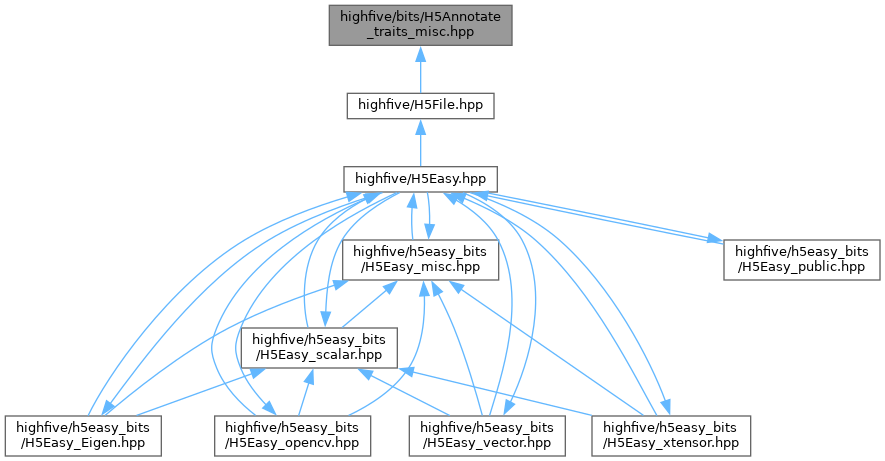 highfive/bits/H5Annotate
_traits_misc.hpp
highfive/H5File.hpp
highfive/H5Easy.hpp
highfive/h5easy_bits
/H5Easy_misc.hpp
highfive/h5easy_bits
/H5Easy_public.hpp
highfive/h5easy_bits
/H5Easy_scalar.hpp
highfive/h5easy_bits
/H5Easy_Eigen.hpp
highfive/h5easy_bits
/H5Easy_opencv.hpp
highfive/h5easy_bits
/H5Easy_vector.hpp
highfive/h5easy_bits
/H5Easy_xtensor.hpp